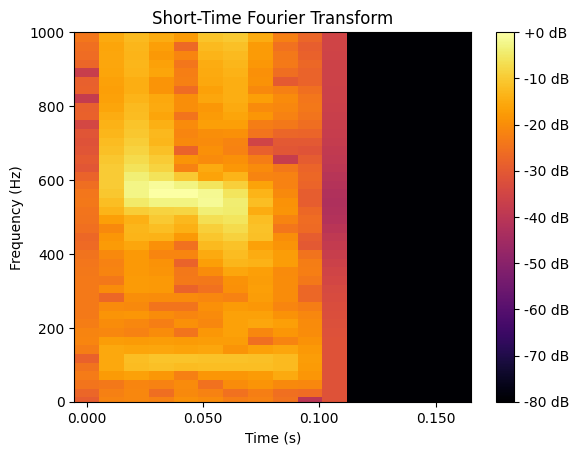 Short-Time Fourier Transform
1000
800
600
400
200
0
Frequency (Hz)
0.000
0.050
0.100
0.150
Time (s)
+0 dB
-10 dB
-20 dB
-30 dB
-40 dB
-50 dB
-60 dB
-70 dB
-80 dB